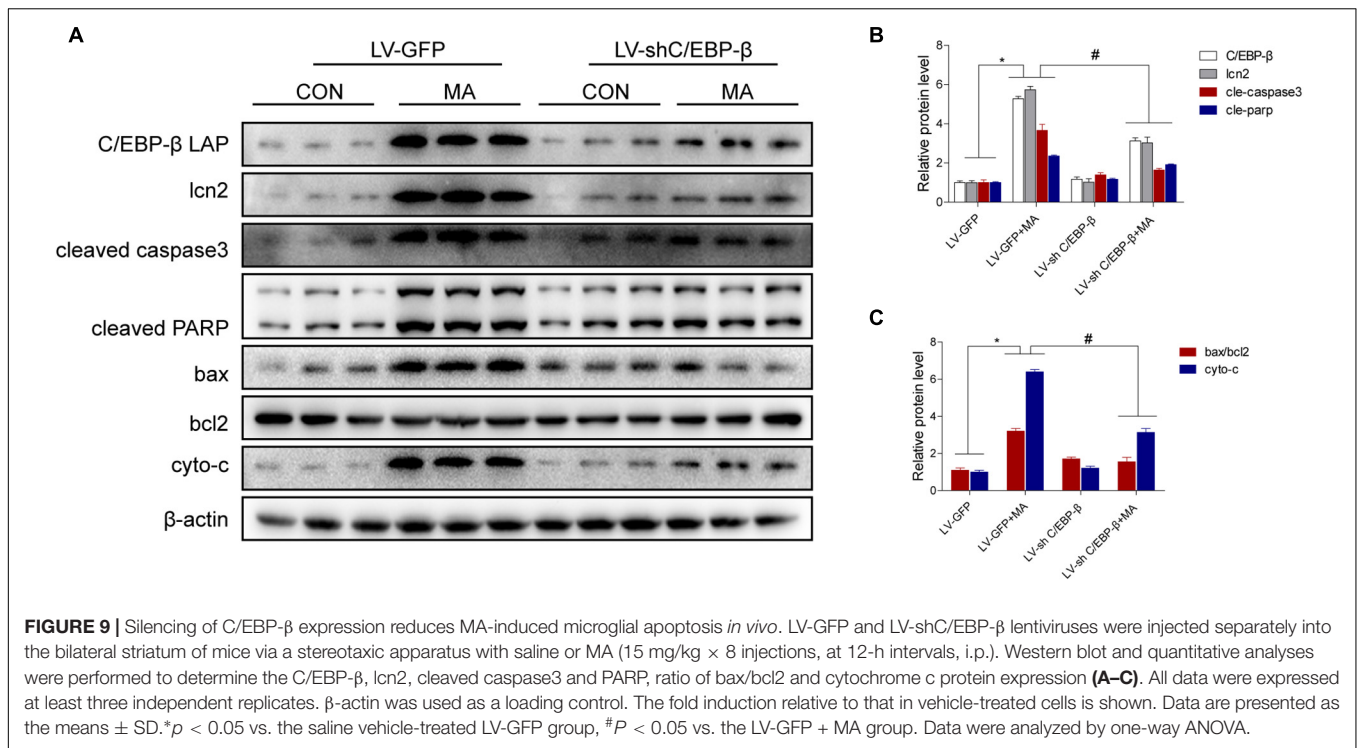 A
LV-GFP LV-shC/EBP-β
CON MA CON MA
C/EBP-β LAP
lcn2
cleaved caspase3
cleaved PARP
bax
bcl2
cyto-c
β-actin
B
Relative protein level
8
6
4
2
0
* #
C/EBP-β
lcn2
cle-caspase3
cle-parp
LV-GFP
LV-GFP+MA
LV-sh C/EBP-β
LV-sh C/EBP-β+MA
C
Relative protein level
8
6
4
2
0
* #
bax/bcl2
cyto-c
LV-GFP
LV-GFP+MA
LV-sh C/EBP-β
LV-sh C/EBP-β+MA
FIGURE 9 | Silencing of C/EBP-β expression reduces MA-induced microglial apoptosis in vivo. LV-GFP and LV-shC/EBP-β lentiviruses were injected separately into
the bilateral striatum of mice via a stereotaxic apparatus with saline or MA (15 mg/kg × 8 injections, at 12-h intervals, i.p.). Western blot and quantitative analyses
were performed to determine the C/EBP-β, lcn2, cleaved caspase3 and PARP, ratio of bax/bcl2 and cytochrome c protein expression (A–C). All data were expressed
at least three independent replicates. β-actin was used as a loading control. The fold induction relative to that in vehicle-treated cells is shown. Data are presented as
the means ± SD.*p < 0.05 vs. the saline vehicle-treated LV-GFP group, #P < 0.05 vs. the LV-GFP + MA group. Data were analyzed by one-way ANOVA.